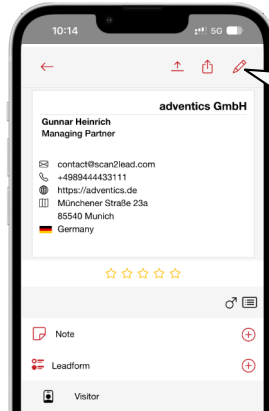 10:14
5G
adventics GmbH
Gunnar Heinrich
Managing Partner
contact@scan2lead.com
+4989444433111
https://adventics.de
Münchener Straße 23a
85540 Munich
Germany
Note
Leadform
Visitor